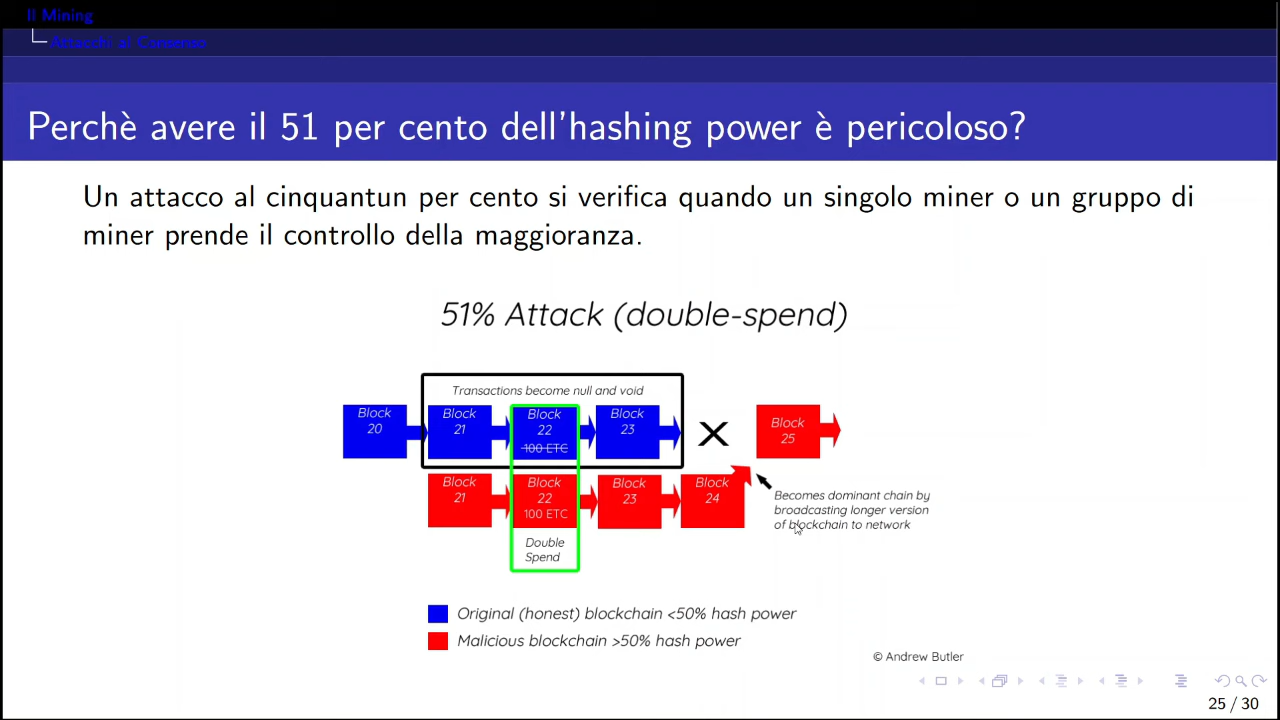 Il Mining
Attacchi al Consenso
Perchè avere il 51 per cento dell'hashing power è pericoloso?
Un attacco al cinquantun per cento si verifica quando un singolo miner o un gruppo di
miner prende il controllo della maggioranza.
51% Attack (double-spend)
Transactions become null and void
Block
20
Block
21
Block
22
100 ETC
Block
23
X
Block
25
Block
21
Block
22
100 ETC
Block
23
Block
24
Becomes dominant chain by
broadcasting longer version
of blockchain to network
Double
Spend
Original (honest) blockchain <50% hash power
Malicious blockchain >50% hash power
© Andrew Butler
25 / 30